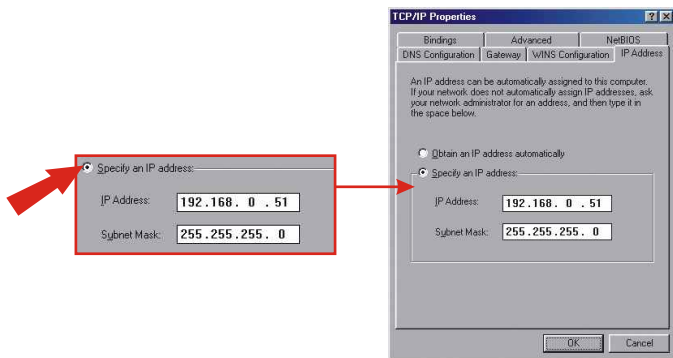 Specify an IP address:
IP Address: 192.168. 0 .51
Subnet Mask: 255.255.255. 0
TCP/IP Properties
Bindings Advanced NetBIOS
DNS Configuration Gateway WINS Configuration IP Address
An IP address can be automatically assigned to this computer.
If your network does not automatically assign IP addresses, ask
your network administrator for an address, and then type it in
the space below.
Obtain an IP address automatically
Specify an IP address:
IP Address: 192.168. 0 .51
Subnet Mask: 255.255.255. 0
OK Cancel